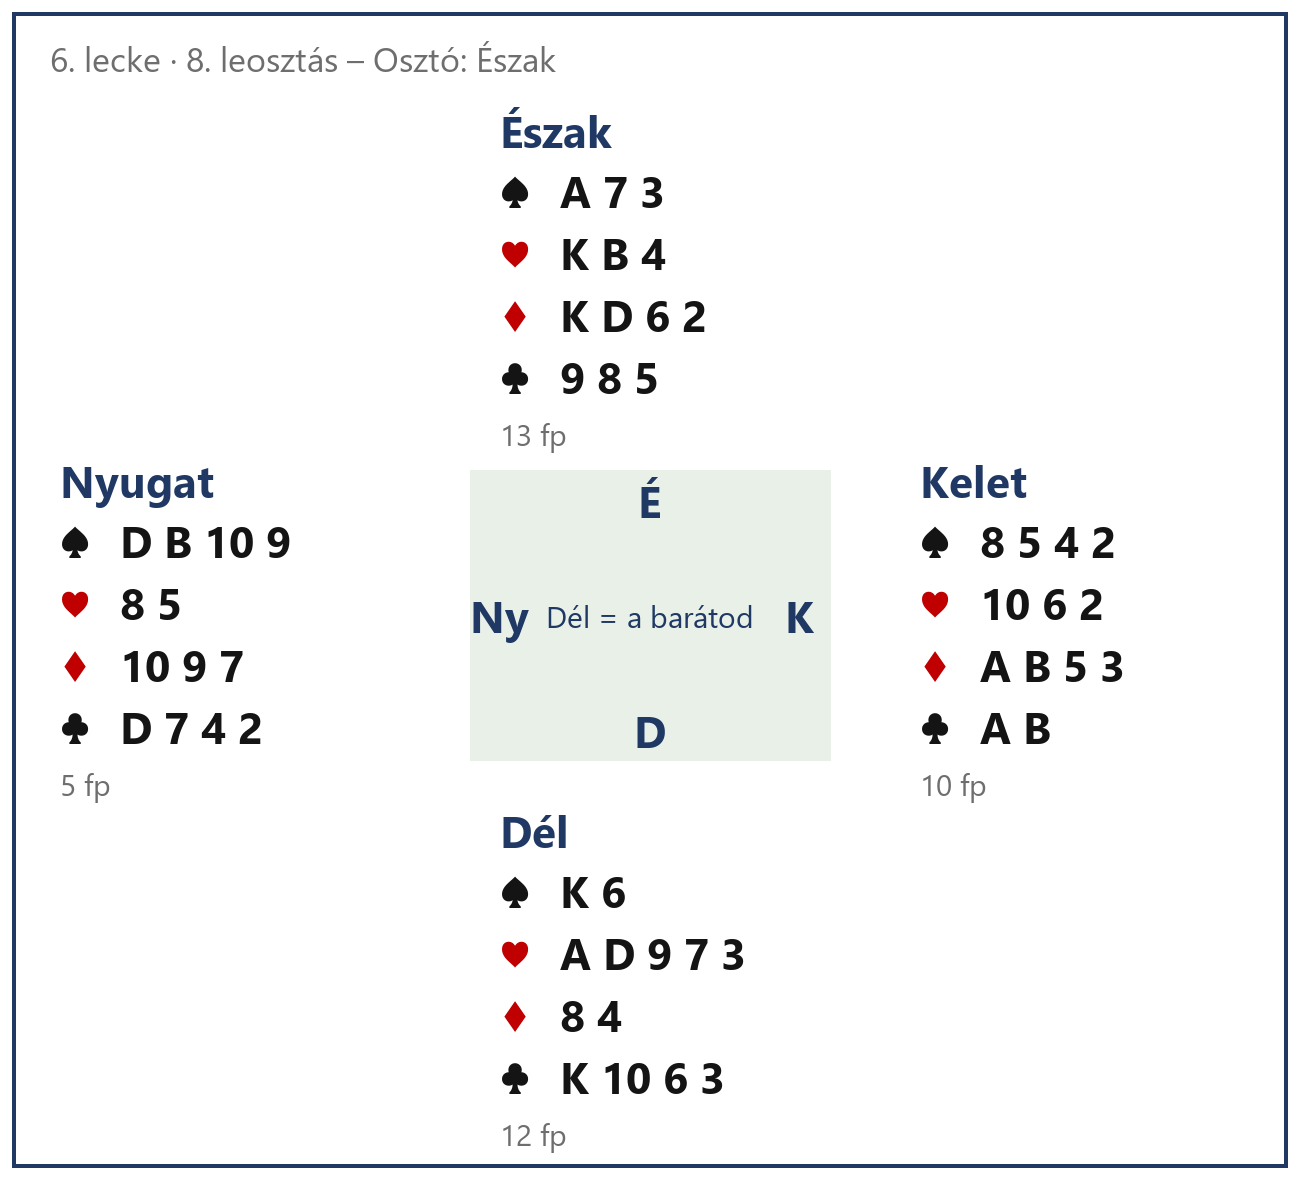 6. lecke · 8. leosztás – Osztó: Észak
Észak
♠ A 7 3
♥ K B 4
♦ K D 6 2
♣ 9 8 5
13 fp
Nyugat
♠ D B 10 9
♥ 8 5
♦ 10 9 7
♣ D 7 4 2
5 fp
É
Ny Dél = a barátod K
D
Kelet
♠ 8 5 4 2
♥ 10 6 2
♦ A B 5 3
♣ A B
10 fp
Dél
♠ K 6
♥ A D 9 7 3
♦ 8 4
♣ K 10 6 3
12 fp